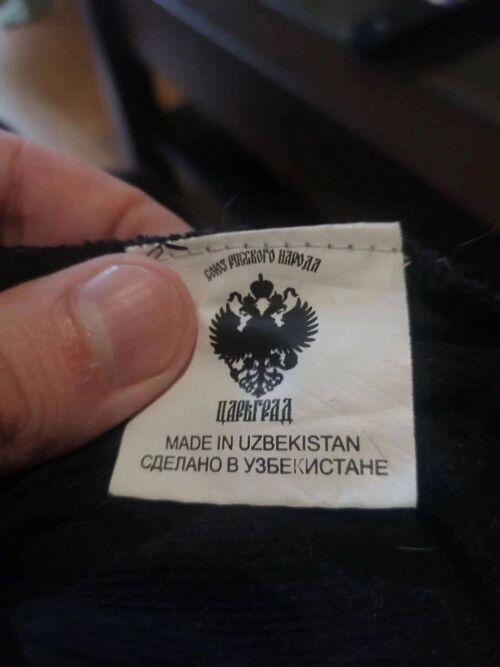 СОЮЗ РУССКОГО НАРОДА
ЦАРЬГРАД
MADE IN UZBEKISTAN
СДЕЛАНО В УЗБЕКИСТАНЕ